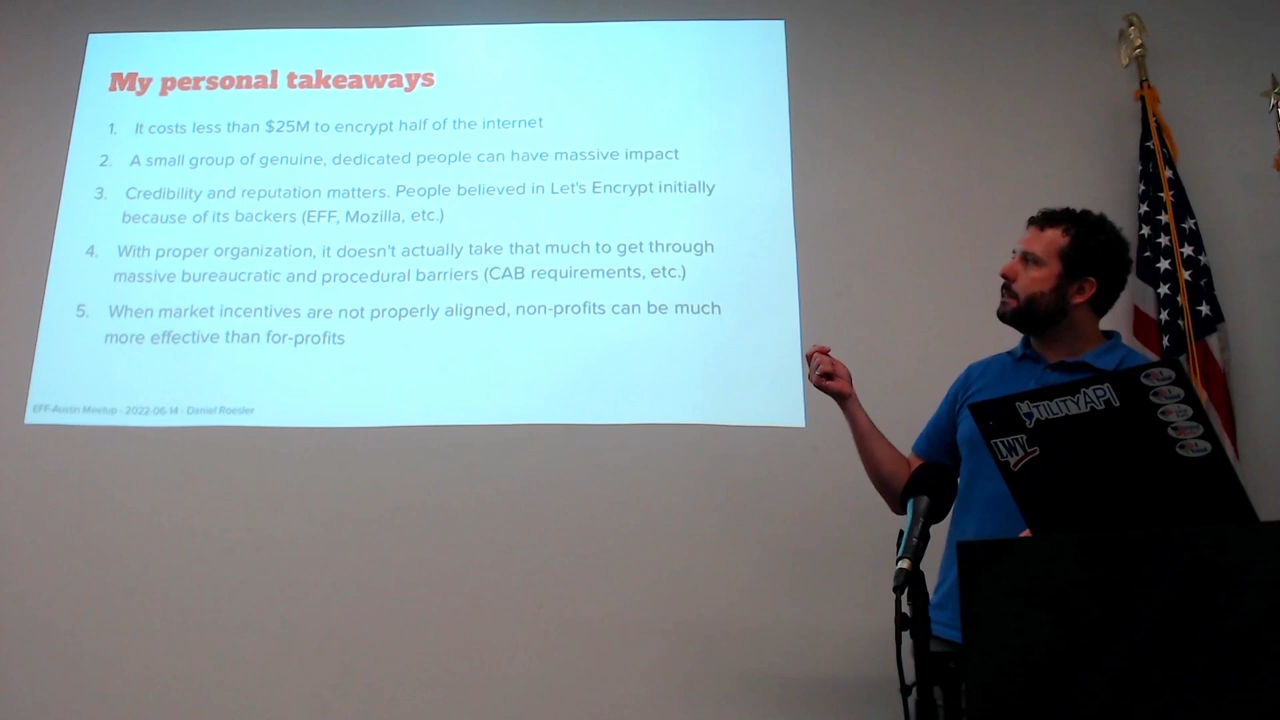 My personal takeaways
1. It costs less than $25M to encrypt half of the internet
2. A small group of genuine, dedicated people can have massive impact
3. Credibility and reputation matters. People believed in Let's Encrypt initially
because of its backers (EFF, Mozilla, etc.)
4. With proper organization, it doesn't actually take that much to get through
massive bureaucratic and procedural barriers (CAB requirements, etc.)
5. When market incentives are not properly aligned, non-profits can be much
more effective than for-profits
EFF-Austin Meetup - 2022-06-14 - Daniel Roesler
UTILITYAPI
LWV